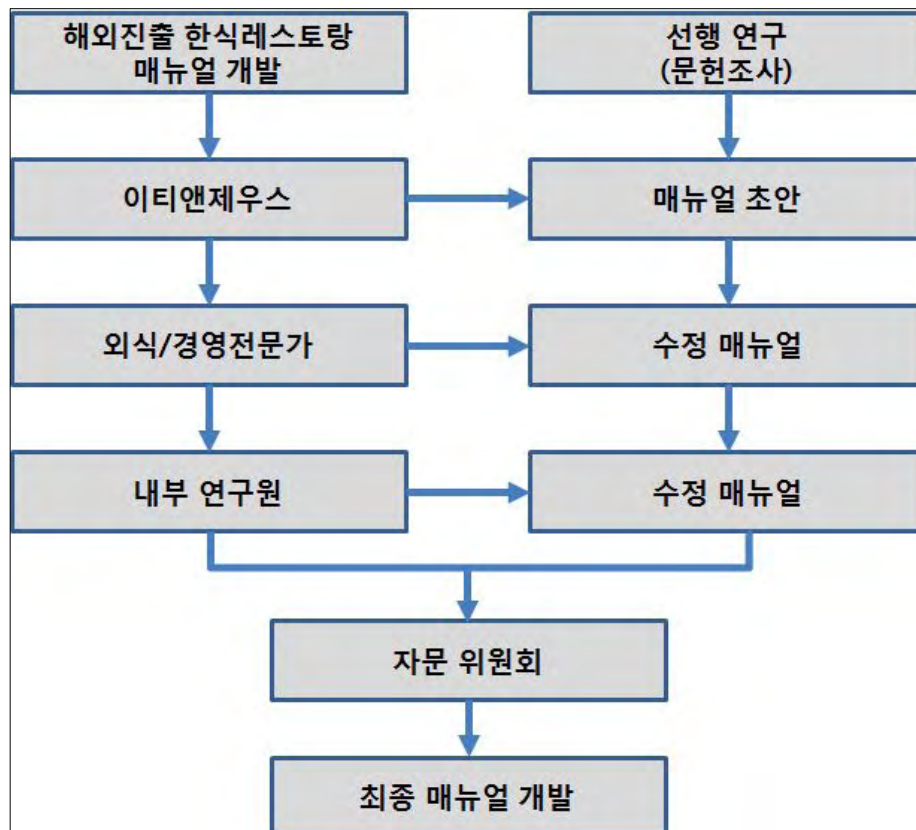 해외진출 한식레스토랑
매뉴얼 개발
선행 연구
(문헌조사)
이티앤제우스
매뉴얼 초안
외식/경영전문가
수정 매뉴얼
내부 연구원
수정 매뉴얼
자문 위원회
최종 매뉴얼 개발